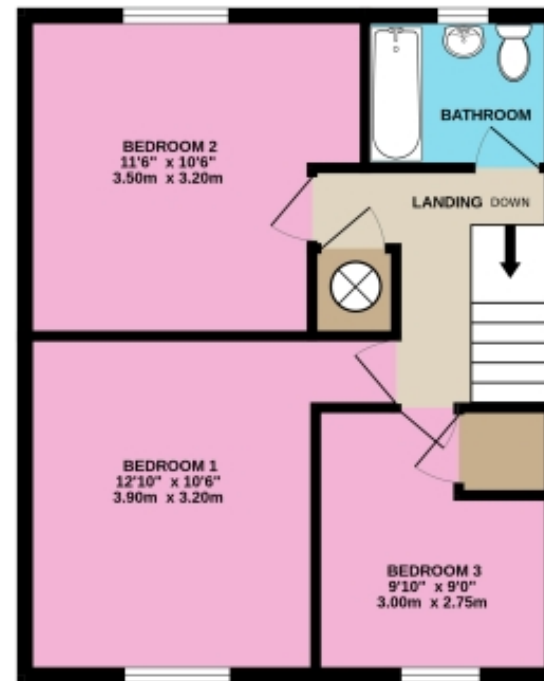 BATHROOM
BEDROOM 2
11'6" x 10'6"
3.50m x 3.20m
LANDING DOWN
BEDROOM 1
12'10" x 10'6"
3.90m x 3.20m
BEDROOM 3
9'10" x 9'0"
3.00m x 2.75m